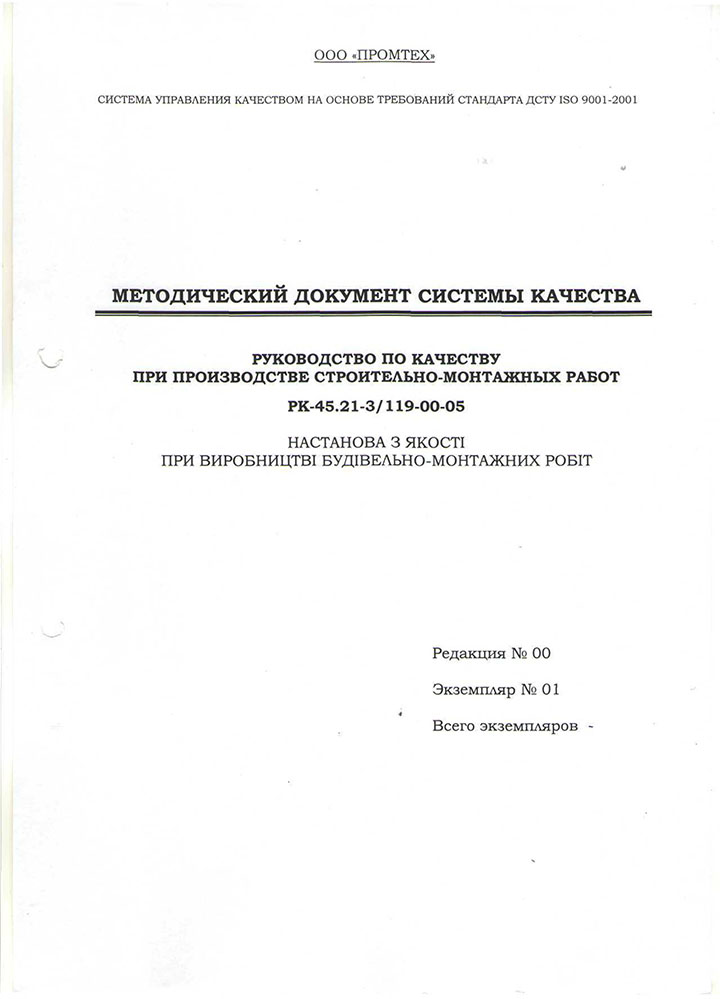 ООО «ПРОМТЕХ»
СИСТЕМА УПРАВЛЕНИЯ КАЧЕСТВОМ НА ОСНОВЕ ТРЕБОВАНИЙ СТАНДАРТА ДСТУ ISO 9001-2001
МЕТОДИЧЕСКИЙ ДОКУМЕНТ СИСТЕМЫ КАЧЕСТВА
РУКОВОДСТВО ПО КАЧЕСТВУ
ПРИ ПРОИЗВОДСТВЕ СТРОИТЕЛЬНО-МОНТАЖНЫХ РАБОТ
РК-45.21-3/119-00-05
НАСТАНОВА З ЯКОСТІ
ПРИ ВИРОБНИЦТВІ БУДІВЕЛЬНО-МОНТАЖНИХ РОБІТ
Редакция № 00
Экземпляр № 01
Всего экземпляров -